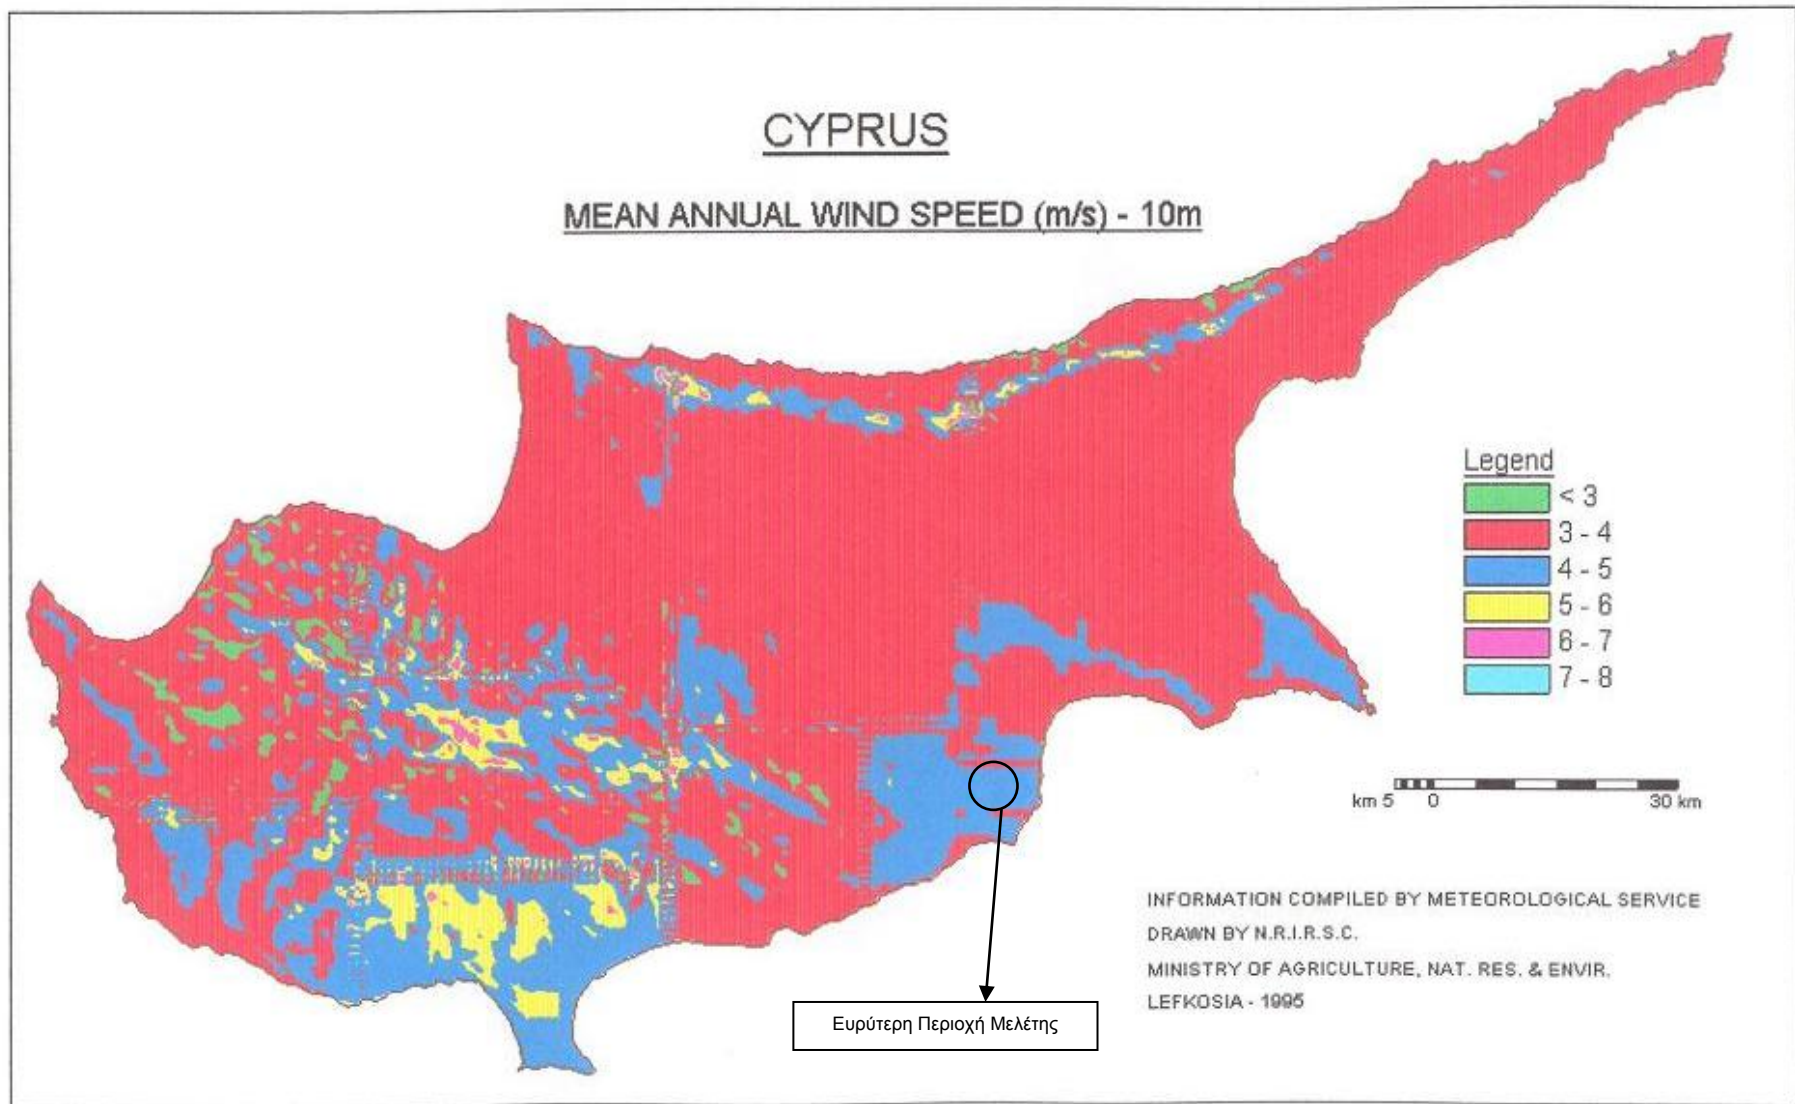 CYPRUS
MEAN ANNUAL WIND SPEED (m/s) - 10m
Legend
< 3
3 - 4
4 - 5
5 - 6
6 - 7
7 - 8
km 5 0 30 km
INFORMATION COMPILED BY METEOROLOGICAL SERVICE
DRAWN BY N.R.I.R.S.C.
MINISTRY OF AGRICULTURE, NAT. RES. & ENVIR.
LEFKOSIA - 1995
Ευρύτερη Περιοχή Μελέτης